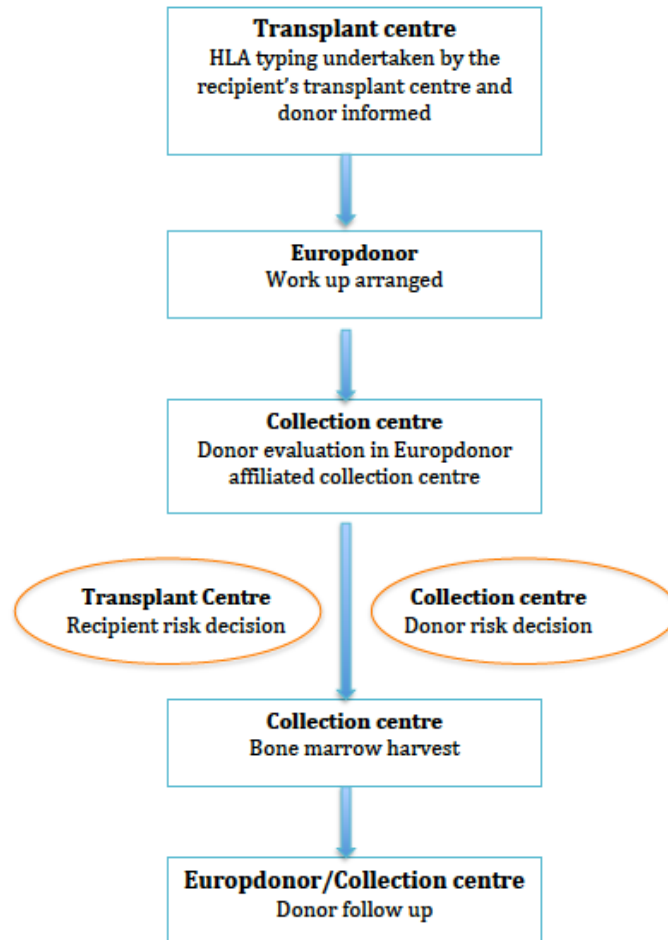 Transplant centre
HLA typing undertaken by the
recipient's transplant centre and
donor informed
Europdonor
Work up arranged
Collection centre
Donor evaluation in Europdonor
affiliated collection centre
Transplant Centre
Recipient risk decision
Collection centre
Donor risk decision
Collection centre
Bone marrow harvest
Europdonor/Collection centre
Donor follow up